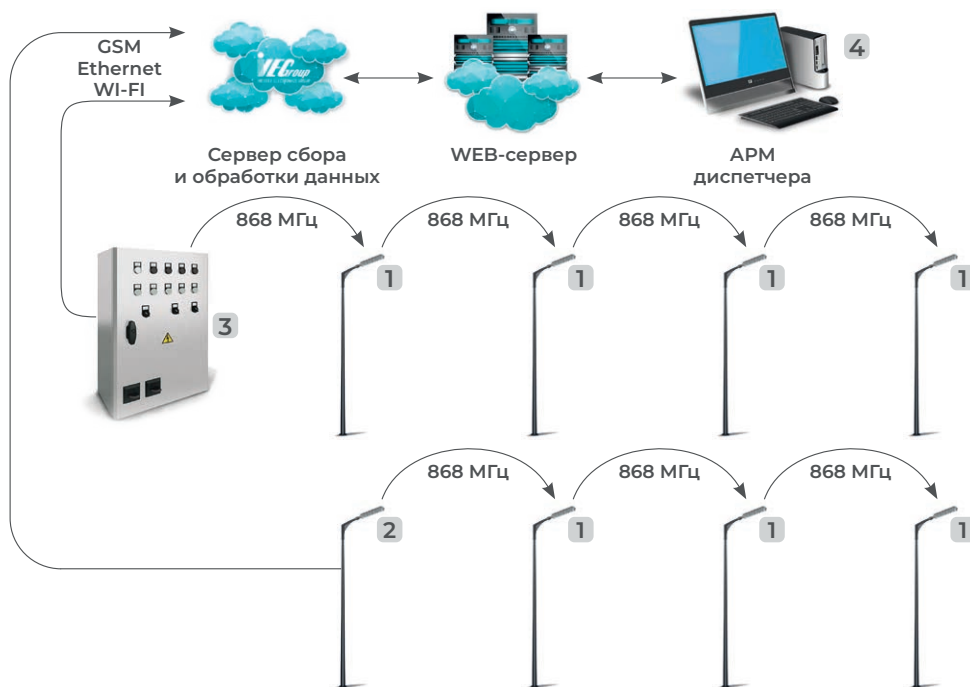 GSM
Ethernet
WI-FI
IEGroup
Сервер сбора
и обработки данных
WEB-сервер
АРМ
диспетчера
4
868 МГц
868 МГц
868 МГц
868 МГц
1
1
1
1
3
868 МГц
868 МГц
868 МГц
2
1
1
1